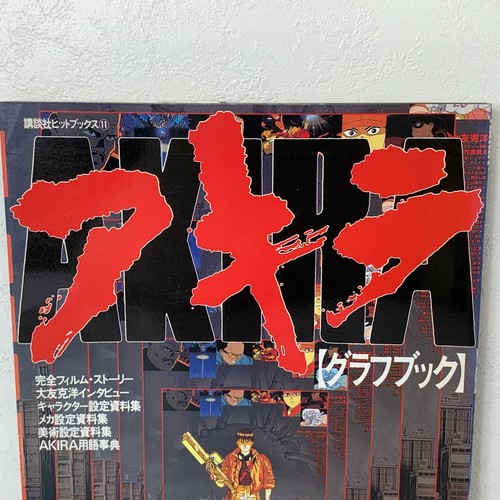 講談社ヒットブックス⑪
AKIRA
アキラ
友克洋
【グラフブック】
完全フィルム・ストーリー
大友克洋インタビュー
キャラクター設定資料集
メカ設定資料集
美術設定資料集
AKIRA用語事典